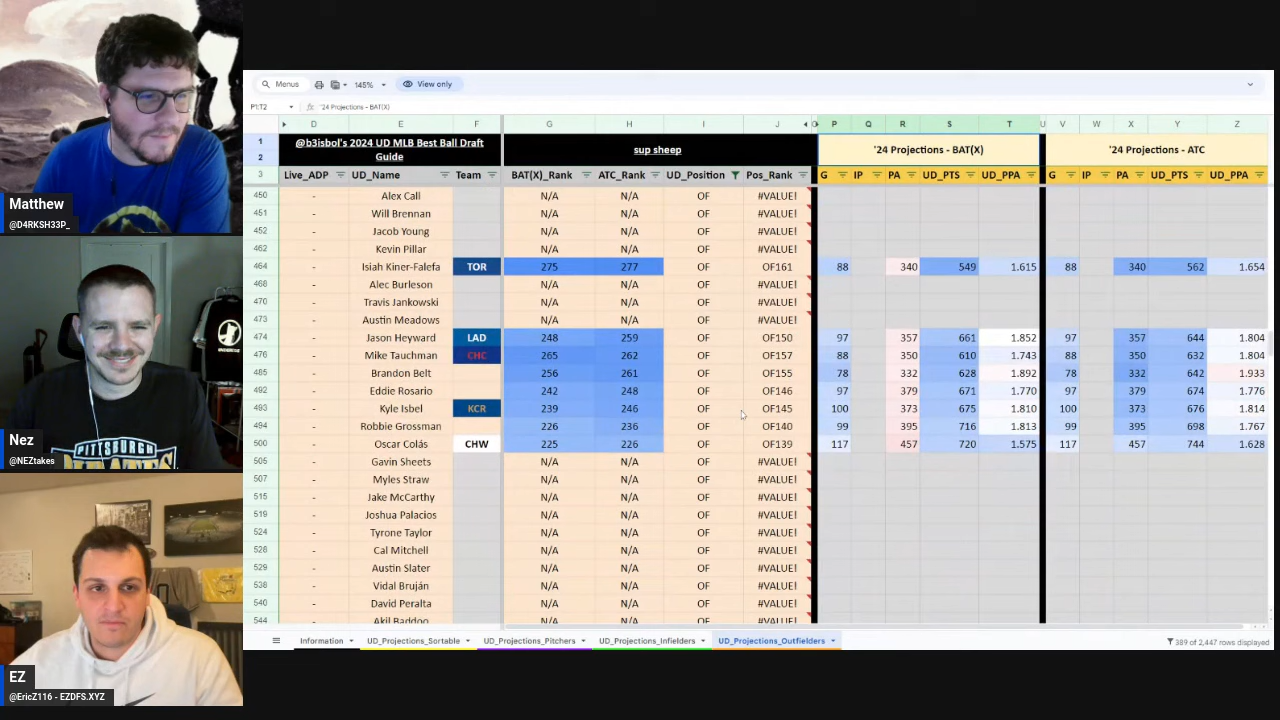 Matthew
@D4RKSH33P_
Nez
@NEZtakes
PITTSBURGH
EZ
@EricZ116 - EZDFS.XYZ
Menus 145% View only
P1:T2 fx '24 Projections - BAT(X)
D E F G H I J P Q R S T U V W X Y Z
1 @b3isbol's 2024 UD MLB Best Ball Draft sup sheep '24 Projections - BAT(X) '24 Projections - ATC
2 Guide
3 Live_ADP UD_Name Team BAT(X)_Rank ATC_Rank UD_Position Pos_Rank G IP PA UD_PTS UD_PPA G IP PA UD_PTS UD_PPA
450 - Alex Call N/A N/A OF #VALUE!
451 - Will Brennan N/A N/A OF #VALUE!
452 - Jacob Young N/A N/A OF #VALUE!
462 - Kevin Pillar N/A N/A OF #VALUE!
464 - Isiah Kiner-Falefa TOR 275 277 OF OF161 88 340 549 1.615 88 340 562 1.654
468 - Alec Burleson N/A N/A OF #VALUE!
470 - Travis Jankowski N/A N/A OF #VALUE!
473 - Austin Meadows N/A N/A OF #VALUE!
474 - Jason Heyward LAD 248 259 OF OF150 97 357 661 1.852 97 357 644 1.804
476 - Mike Tauchman CHC 265 262 OF OF157 88 350 610 1.743 88 350 632 1.804
485 - Brandon Belt 256 261 OF OF155 78 332 628 1.892 78 332 642 1.933
492 - Eddie Rosario 242 248 OF OF146 97 379 671 1.770 97 379 674 1.776
493 - Kyle Isbel KCR 239 246 OF OF145 100 373 675 1.810 100 373 676 1.814
494 - Robbie Grossman 226 236 OF OF140 99 395 716 1.813 99 395 698 1.767
500 - Oscar Colás CHW 225 226 OF OF139 117 457 720 1.575 117 457 744 1.628
505 - Gavin Sheets N/A N/A OF #VALUE!
507 - Myles Straw N/A N/A OF #VALUE!
515 - Jake McCarthy N/A N/A OF #VALUE!
519 - Joshua Palacios N/A N/A OF #VALUE!
524 - Tyrone Taylor N/A N/A OF #VALUE!
528 - Cal Mitchell N/A N/A OF #VALUE!
529 - Austin Slater N/A N/A OF #VALUE!
538 - Vidal Bruján N/A N/A OF #VALUE!
540 - David Peralta N/A N/A OF #VALUE!
544 - Akil Baddoo N/A N/A OF #VALUE!
Information UD_Projections_Sortable UD_Projections_Pitchers UD_Projections_Infielders UD_Projections_Outfielders 389 of 2,447 rows displayed